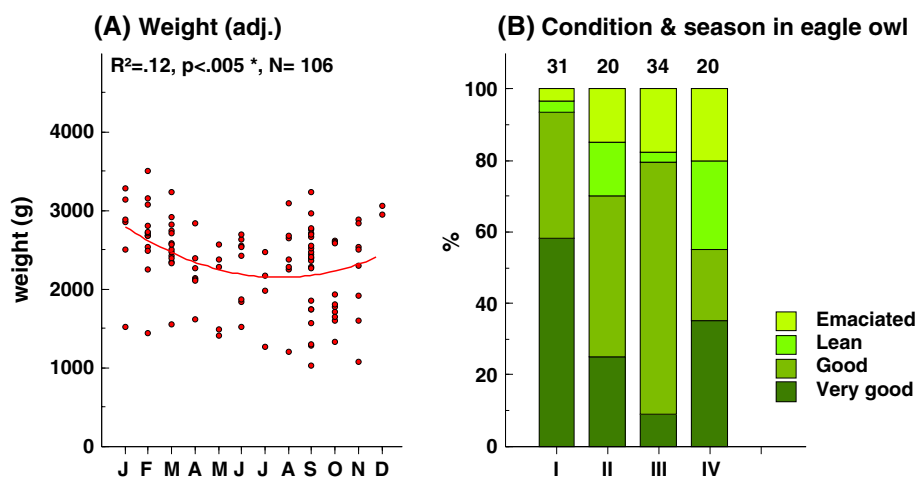 (A) Weight (adj.)
R²=.12, p<.005 *, N= 106
weight (g)
4000
3000
2000
1000
0
J F M A M J J A S O N D
(B) Condition & season in eagle owl
31 20 34 20
%
100
80
60
40
20
0
I II III IV
Emaciated
Lean
Good
Very good